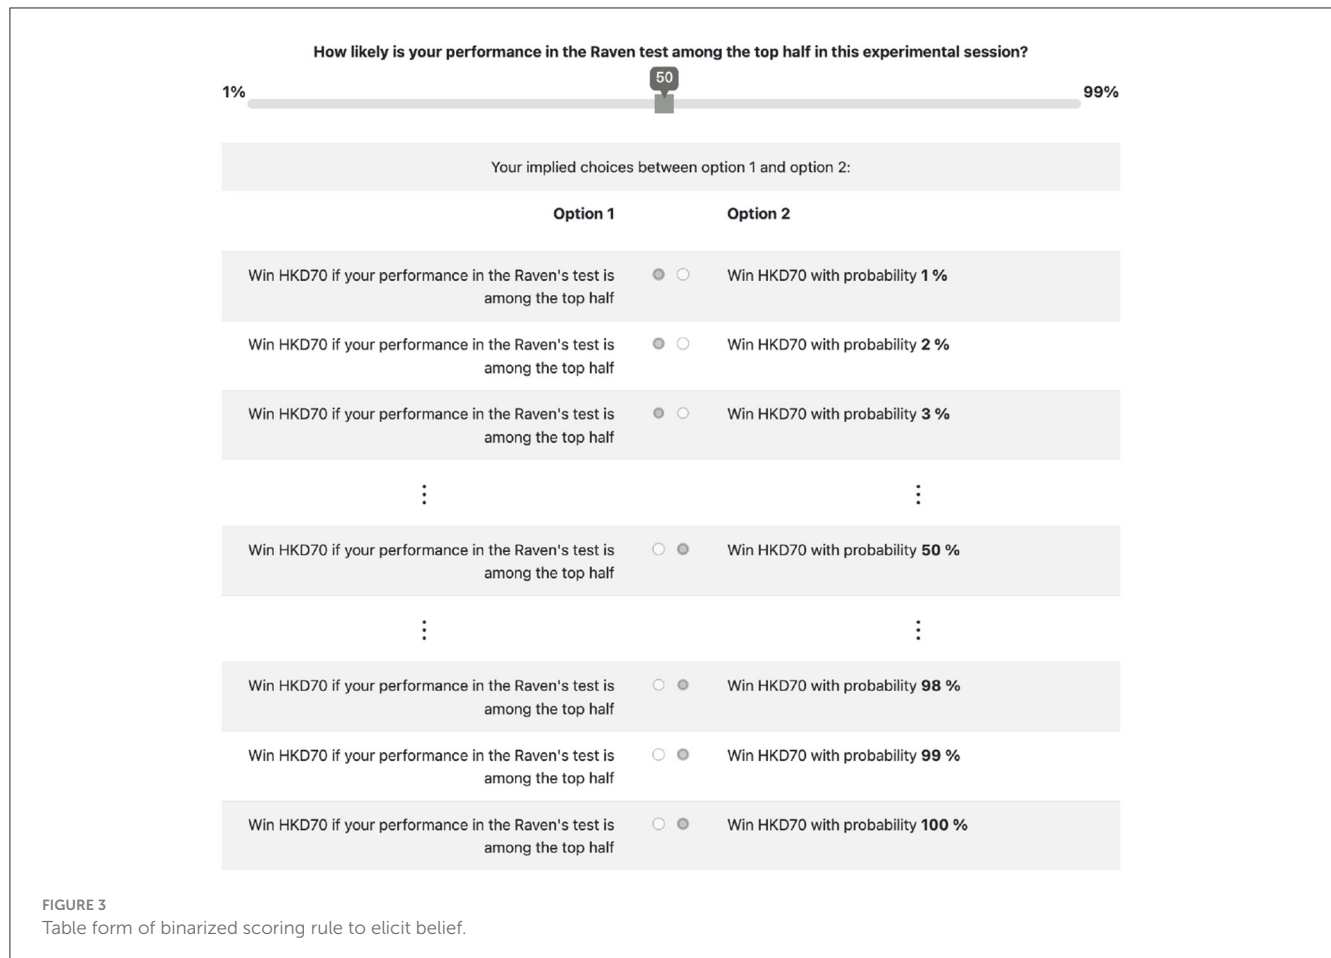 How likely is your performance in the Raven test among the top half in this experimental session?
50
1%
99%
Your implied choices between option 1 and option 2:
Option 1
Option 2
Win HKD70 if your performance in the Raven's test is
among the top half
Win HKD70 with probability 1 %
Win HKD70 if your performance in the Raven's test is
among the top half
Win HKD70 with probability 2 %
Win HKD70 if your performance in the Raven's test is
among the top half
Win HKD70 with probability 3 %
⋮
⋮
Win HKD70 if your performance in the Raven's test is
among the top half
Win HKD70 with probability 50 %
⋮
⋮
Win HKD70 if your performance in the Raven's test is
among the top half
Win HKD70 with probability 98 %
Win HKD70 if your performance in the Raven's test is
among the top half
Win HKD70 with probability 99 %
Win HKD70 if your performance in the Raven's test is
among the top half
Win HKD70 with probability 100 %
FIGURE 3
Table form of binarized scoring rule to elicit belief.